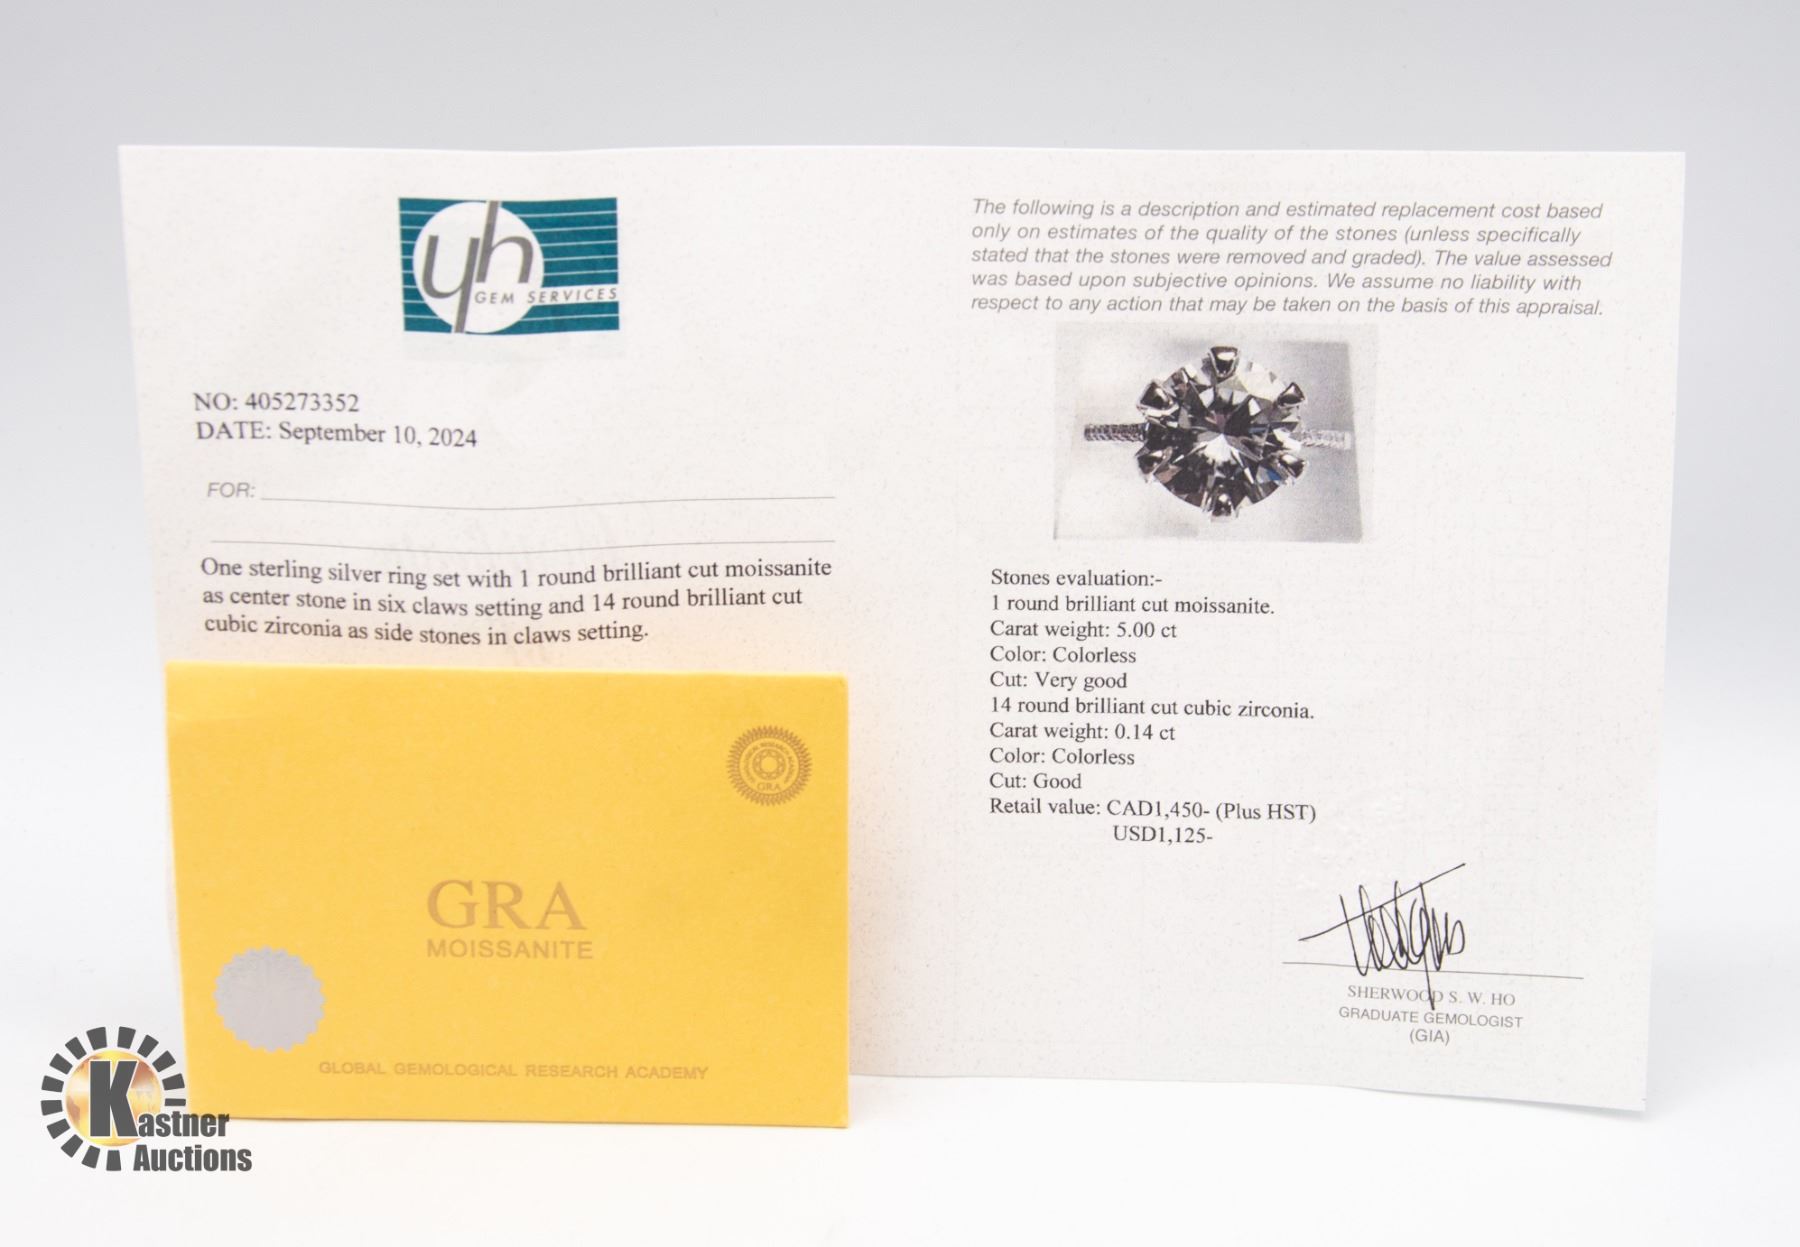 yh
GEM SERVICES
NO: 405273352
DATE: September 10, 2024
FOR:
One sterling silver ring set with 1 round brilliant cut moissanite
as center stone in six claws setting and 14 round brilliant cut
cubic zirconia as side stones in claws setting.
The following is a description and estimated replacement cost based
only on estimates of the quality of the stones (unless specifically
stated that the stones were removed and graded). The value assessed
was based upon subjective opinions. We assume no liability with
respect to any action that may be taken on the basis of this appraisal.
Stones evaluation:-
1 round brilliant cut moissanite.
Carat weight: 5.00 ct
Color: Colorless
Cut: Very good
14 round brilliant cut cubic zirconia.
Carat weight: 0.14 ct
Color: Colorless
Cut: Good
Retail value: CAD1,450- (Plus HST)
USD1,125-
SHERWOOD S. W. HO
GRADUATE GEMOLOGIST
(GIA)
GLOBAL GEMOLOGICAL RESEARCH ACADEMY
GRA
GRA
MOISSANITE
GLOBAL GEMOLOGICAL RESEARCH ACADEMY
Kastner
Auctions